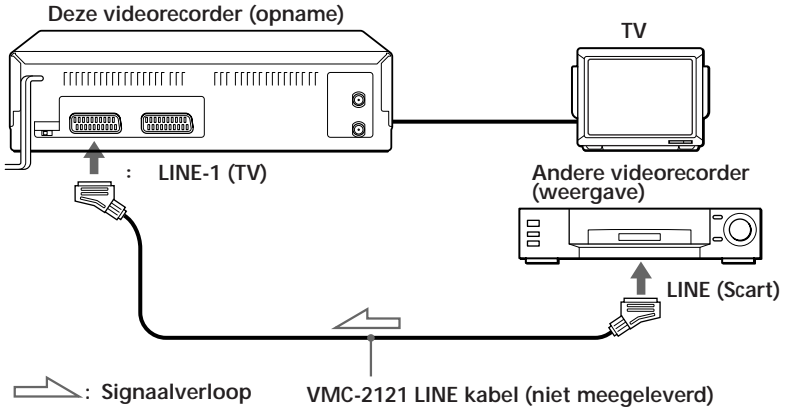 Deze videorecorder (opname)
TV
: LINE-1 (TV)
Andere videorecorder
(weergave)
LINE (Scart)
: Signaalverloop
VMC-2121 LINE kabel (niet meegeleverd)